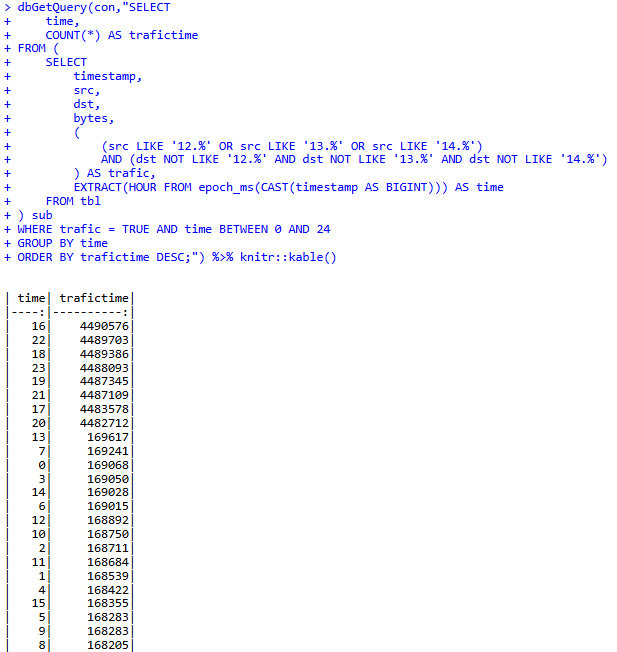 > dbGetQuery(con,"SELECT
+     time,
+     COUNT(*) AS trafictime
+ FROM (
+     SELECT
+         timestamp,
+         src,
+         dst,
+         bytes,
+         (
+             (src LIKE '12.%' OR src LIKE '13.%' OR src LIKE '14.%')
+             AND (dst NOT LIKE '12.%' AND dst NOT LIKE '13.%' AND dst NOT LIKE '14.%')
+         ) AS trafic,
+         EXTRACT(HOUR FROM epoch_ms(CAST(timestamp AS BIGINT))) AS time
+     FROM tbl
+ ) sub
+ WHERE trafic = TRUE AND time BETWEEN 0 AND 24
+ GROUP BY time
+ ORDER BY trafictime DESC;") %>% knitr::kable()
| time| trafictime|
|----:|----------:|
|   16|    4490576|
|   22|    4489703|
|   18|    4489386|
|   23|    4488093|
|   19|    4487345|
|   21|    4487109|
|   17|    4483578|
|   20|    4482712|
|   13|     169617|
|    7|     169241|
|    0|     169068|
|    3|     169050|
|   14|     169028|
|    6|     169015|
|   12|     168892|
|   10|     168750|
|    2|     168711|
|   11|     168684|
|    1|     168539|
|    4|     168422|
|   15|     168355|
|    5|     168283|
|    9|     168283|
|    8|     168205|